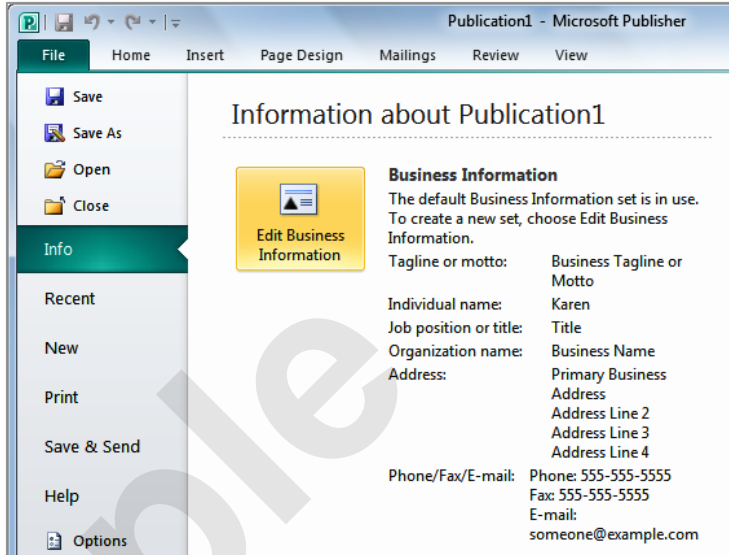 Publication1 - Microsoft Publisher
File Home Insert Page Design Mailings Review View
Save
Save As
Open
Close
Info
Recent
New
Print
Save & Send
Help
Options
Information about Publication1
Edit Business
Information
Business Information
The default Business Information set is in use.
To create a new set, choose Edit Business
Information.
Tagline or motto: Business Tagline or
Motto
Individual name: Karen
Job position or title: Title
Organization name: Business Name
Address: Primary Business
Address
Address Line 2
Address Line 3
Address Line 4
Phone/Fax/E-mail: Phone: 555-555-5555
Fax: 555-555-5555
E-mail:
someone@example.com
ple